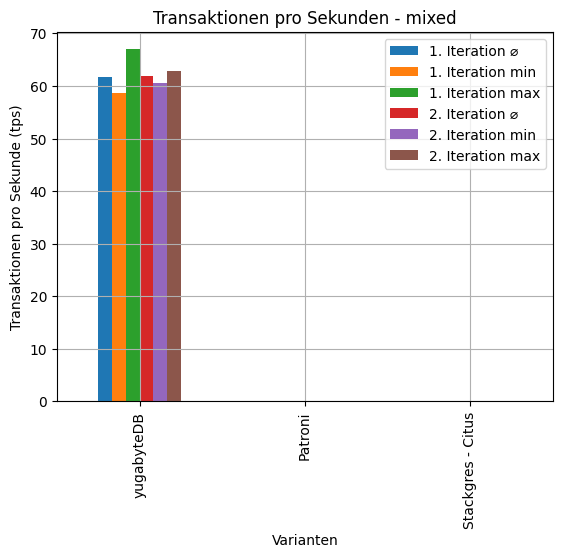 Transaktionen pro Sekunden - mixed
70
60
50
40
30
20
10
0
Transaktionen pro Sekunde (tps)
1. Iteration ⌀
1. Iteration min
1. Iteration max
2. Iteration ⌀
2. Iteration min
2. Iteration max
yugabyteDB
Patroni
Stackgres - Citus
Varianten